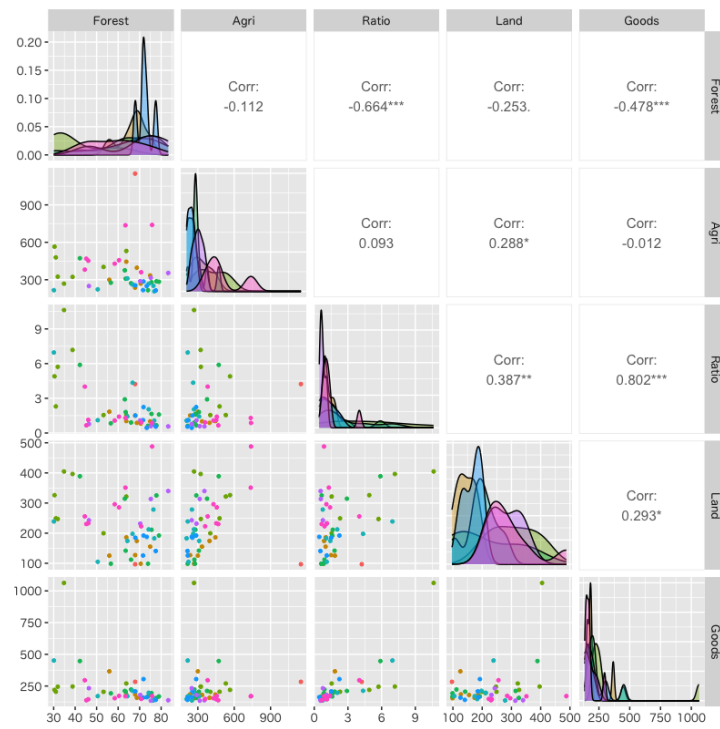 Forest Agri Ratio Land Goods
0.20
0.15
0.10
0.05
0.00
Corr:
-0.112
Corr:
-0.664***
Corr:
-0.253.
Corr:
-0.478***
Forest
900
600
300
Corr:
0.093
Corr:
0.288*
Corr:
-0.012
Agri
9
6
3
0
Corr:
0.387**
Corr:
0.802***
Ratio
500
400
300
200
100
Corr:
0.293*
Land
1000
750
500
250
Goods
30 40 50 60 70 80 300 600 900 0 3 6 9 100 200 300 400 500 250 500 750 1000